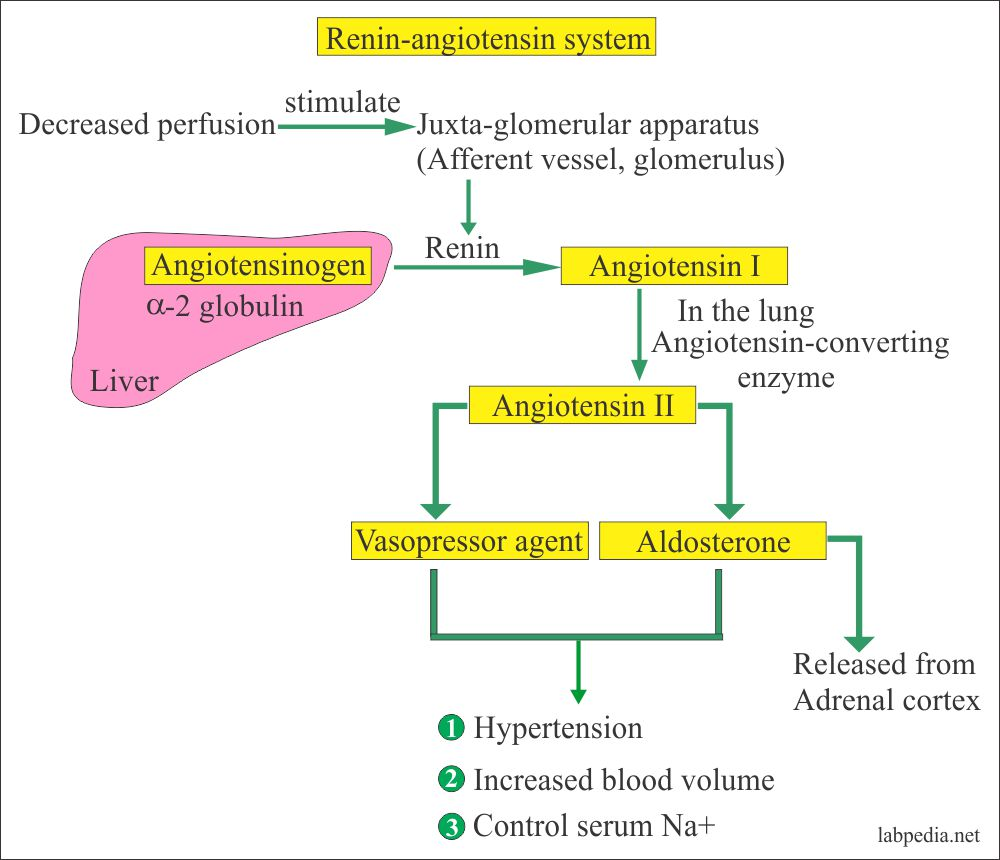 Renin-angiotensin system
stimulate
Decreased perfusion
Juxta-glomerular apparatus
(Afferent vessel, glomerulus)
Renin
Angiotensinogen
α-2 globulin
Liver
Angiotensin I
In the lung
Angiotensin-converting
enzyme
Angiotensin II
Vasopressor agent
Aldosterone
Released from
Adrenal cortex
1 Hypertension
2 Increased blood volume
3 Control serum Na+
labpedia.net